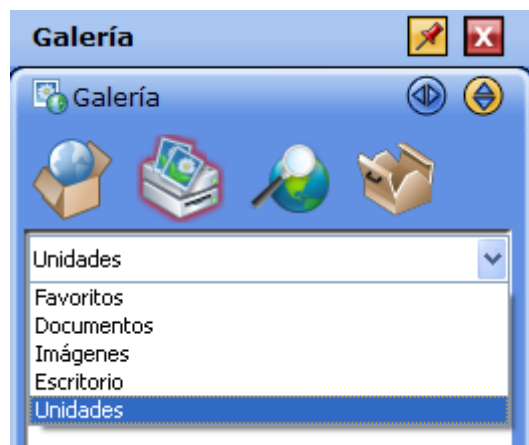 Galería
Galería
Unidades
Favoritos
Documentos
Imágenes
Escritorio
Unidades